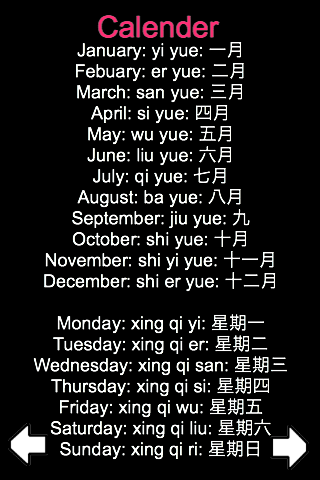 Calender
January: yi yue: 一月
Febuary: er yue: 二月
March: san yue: 三月
April: si yue: 四月
May: wu yue: 五月
June: liu yue: 六月
July: qi yue: 七月
August: ba yue: 八月
September: jiu yue: 九
October: shi yue: 十月
November: shi yi yue: 十一月
December: shi er yue: 十二月
Monday: xing qi yi: 星期一
Tuesday: xing qi er: 星期二
Wednesday: xing qi san: 星期三
Thursday: xing qi si: 星期四
Friday: xing qi wu: 星期五
Saturday: xing qi liu: 星期六
Sunday: xing qi ri: 星期日